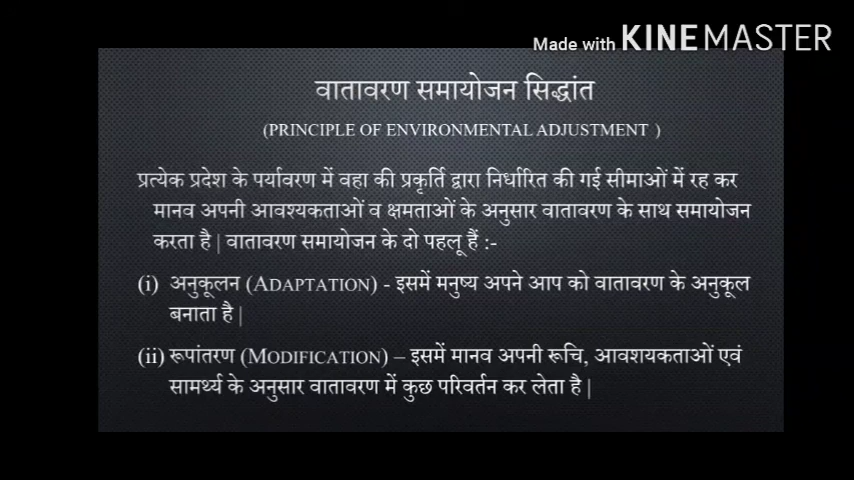 Made with KINEMASTER
वातावरण समायोजन सिद्धांत
(PRINCIPLE OF ENVIRONMENTAL ADJUSTMENT )
प्रत्येक प्रदेश के पर्यावरण में वहा की प्रकृर्ति द्वारा निर्धारित की गई सीमाओं में रह कर
मानव अपनी आवश्यकताओं व क्षमताओं के अनुसार वातावरण के साथ समायोजन
करता है | वातावरण समायोजन के दो पहलू हैं :-
(i) अनुकूलन (ADAPTATION) - इसमें मनुष्य अपने आप को वातावरण के अनुकूल
बनाता है |
(ii) रूपांतरण (MODIFICATION) – इसमें मानव अपनी रूचि, आवशयकताओं एवं
सामर्थ्य के अनुसार वातावरण में कुछ परिवर्तन कर लेता है |